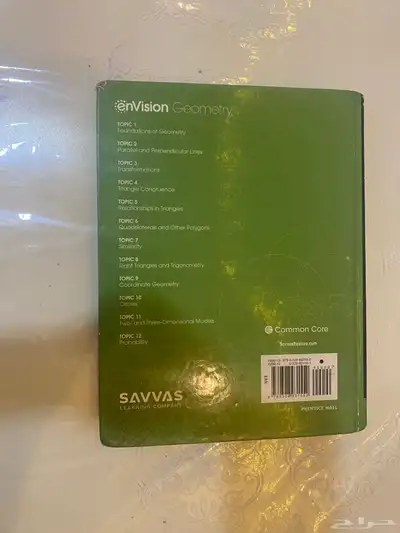 enVision Geometry
TOPIC 1
Foundations of Geometry
TOPIC 2
Parallel and Perpendicular Lines
TOPIC 3
Transformations
TOPIC 4
Triangle Congruence
TOPIC 5
Relationships in Triangles
TOPIC 6
Quadrilaterals and Other Polygons
TOPIC 7
Similarity
TOPIC 8
Right Triangles and Trigonometry
TOPIC 9
Coordinate Geometry
TOPIC 10
Circles
TOPIC 11
Two- and Three-Dimensional Models
TOPIC 12
Probability
Common Core
SavvasRealize.com
SAVVAS
LEARNING COMPANY
PRENTICE HALL
حراج